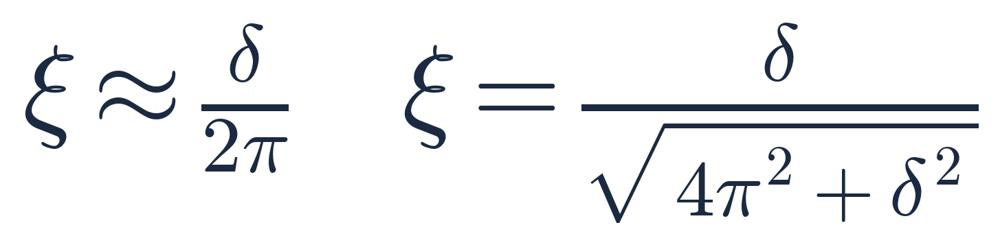 ξ ≈ δ/2π    ξ = δ/√(4π² + δ²)